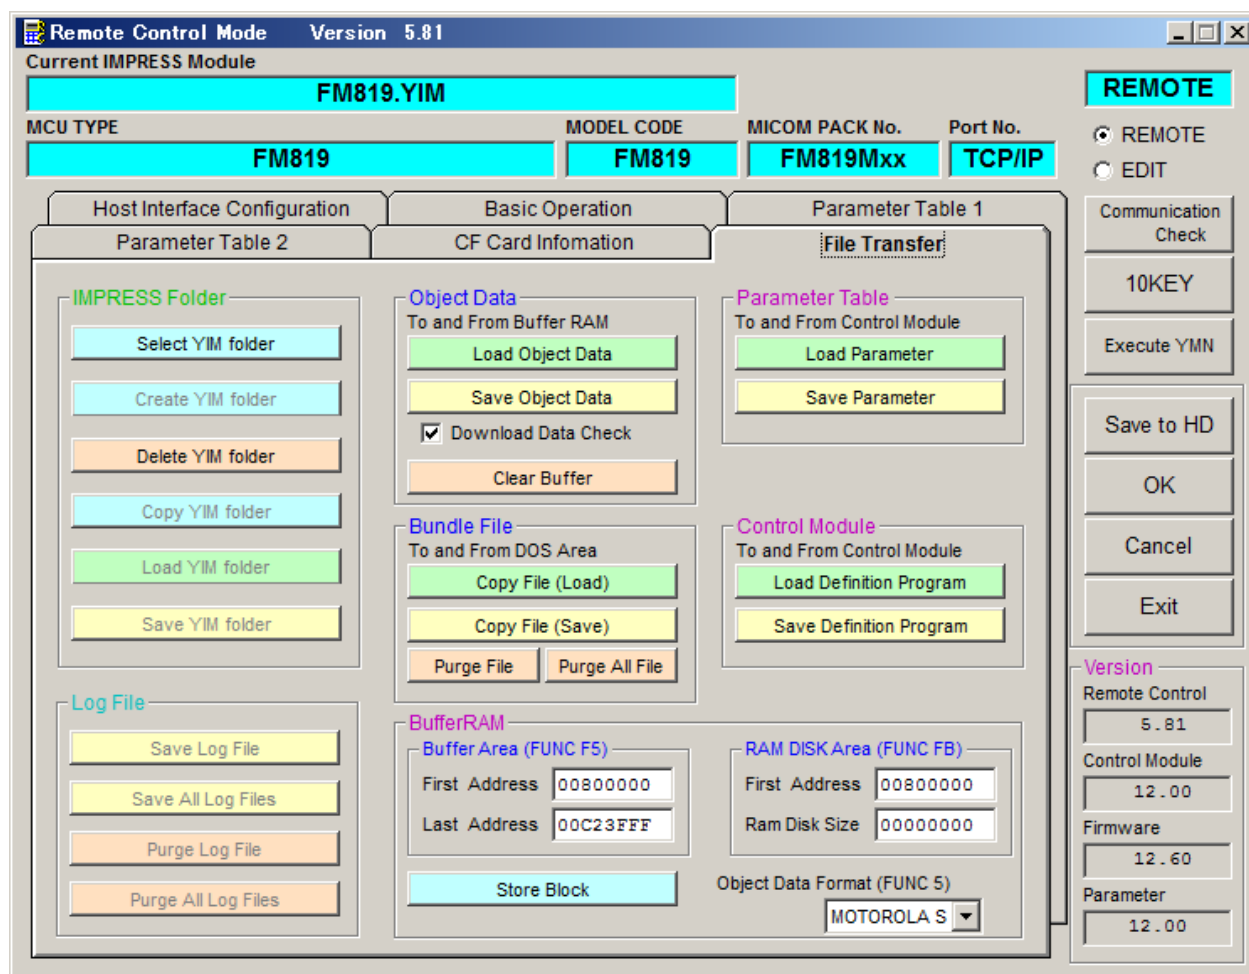 Remote Control Mode Version 5.81
Current IMPRESS Module
FM819.YIM
REMOTE
MCU TYPE MODEL CODE MICOM PACK No. Port No.
FM819 FM819 FM819Mxx TCP/IP
REMOTE
EDIT
Host Interface Configuration Basic Operation Parameter Table 1
Parameter Table 2 CF Card Infomation File Transfer
IMPRESS Folder
Select YIM folder
Create YIM folder
Delete YIM folder
Copy YIM folder
Load YIM folder
Save YIM folder
Log File
Save Log File
Save All Log Files
Purge Log File
Purge All Log Files
Object Data
To and From Buffer RAM
Load Object Data
Save Object Data
Download Data Check
Clear Buffer
Bundle File
To and From DOS Area
Copy File (Load)
Copy File (Save)
Purge File Purge All File
Parameter Table
To and From Control Module
Load Parameter
Save Parameter
Control Module
To and From Control Module
Load Definition Program
Save Definition Program
BufferRAM
Buffer Area (FUNC F5)
First Address 00800000
Last Address 00C23FFF
Store Block
RAM DISK Area (FUNC FB)
First Address 00800000
Ram Disk Size 00000000
Object Data Format (FUNC 5)
MOTOROLA S
Communication
Check
10KEY
Execute YMN
Save to HD
OK
Cancel
Exit
Version
Remote Control
5.81
Control Module
12.00
Firmware
12.60
Parameter
12.00